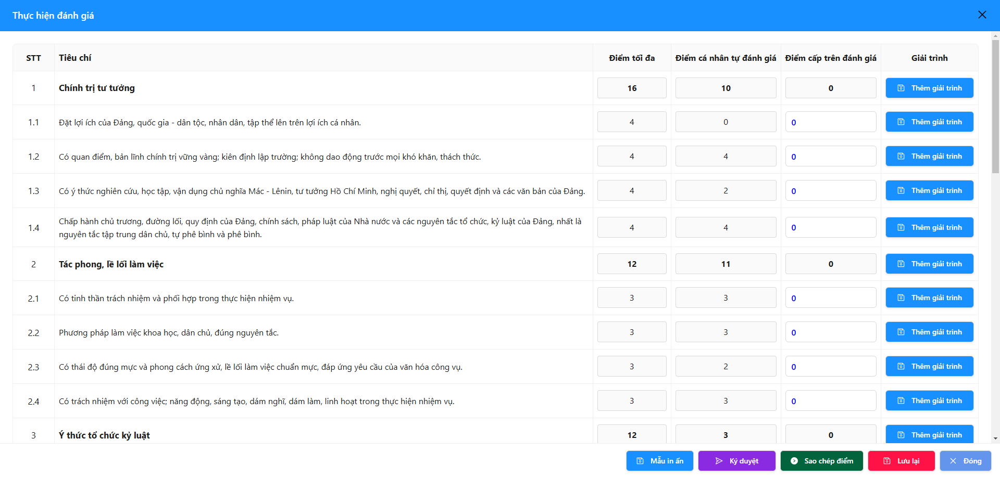 Thực hiện đánh giá
STT Tiêu chí Điểm tối đa Điểm cá nhân tự đánh giá Điểm cấp trên đánh giá Giải trình
1 Chính trị tư tưởng 16 10 0 Thêm giải trình
1.1 Đặt lợi ích của Đảng, quốc gia - dân tộc, nhân dân, tập thể lên trên lợi ích cá nhân. 4 0 0 Thêm giải trình
1.2 Có quan điểm, bản lĩnh chính trị vững vàng; kiên định lập trường; không dao động trước mọi khó khăn, thách thức. 4 4 0 Thêm giải trình
1.3 Có ý thức nghiên cứu, học tập, vận dụng chủ nghĩa Mác - Lênin, tư tưởng Hồ Chí Minh, nghị quyết, chỉ thị, quyết định và các văn bản của Đảng. 4 2 0 Thêm giải trình
1.4 Chấp hành chủ trương, đường lối, quy định của Đảng, chính sách, pháp luật của Nhà nước và các nguyên tắc tổ chức, kỷ luật của Đảng, nhất là
nguyên tắc tập trung dân chủ, tự phê bình và phê bình. 4 4 0 Thêm giải trình
2 Tác phong, lề lối làm việc 12 11 0 Thêm giải trình
2.1 Có tinh thần trách nhiệm và phối hợp trong thực hiện nhiệm vụ. 3 3 0 Thêm giải trình
2.2 Phương pháp làm việc khoa học, dân chủ, đúng nguyên tắc. 3 3 0 Thêm giải trình
2.3 Có thái độ đúng mực và phong cách ứng xử, lề lối làm việc chuẩn mực, đáp ứng yêu cầu của văn hóa công vụ. 3 2 0 Thêm giải trình
2.4 Có trách nhiệm với công việc; năng động, sáng tạo, dám nghĩ, dám làm, linh hoạt trong thực hiện nhiệm vụ. 3 3 0 Thêm giải trình
3 Ý thức tổ chức kỷ luật 12 3 0 Thêm giải trình
Mẫu in ấn Ký duyệt Sao chép điểm Lưu lại Đóng